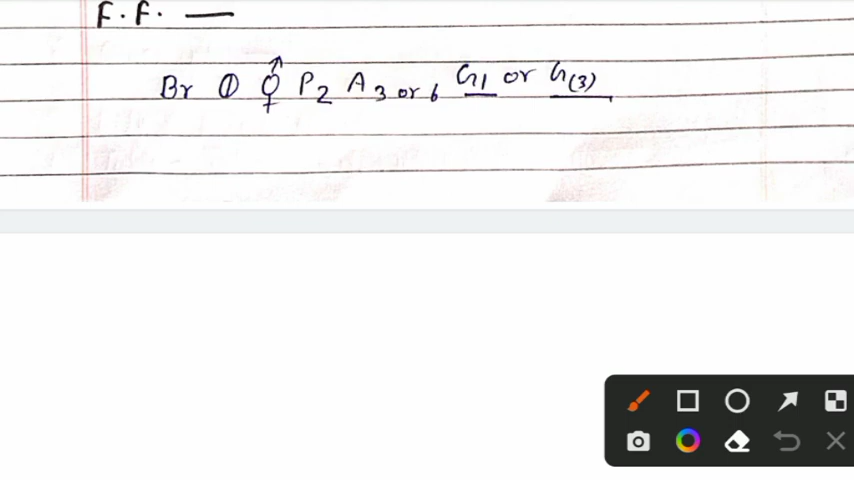 F.F. —
Br ⦶ ⚥ P2 A3 or 6 G1 or G(3)